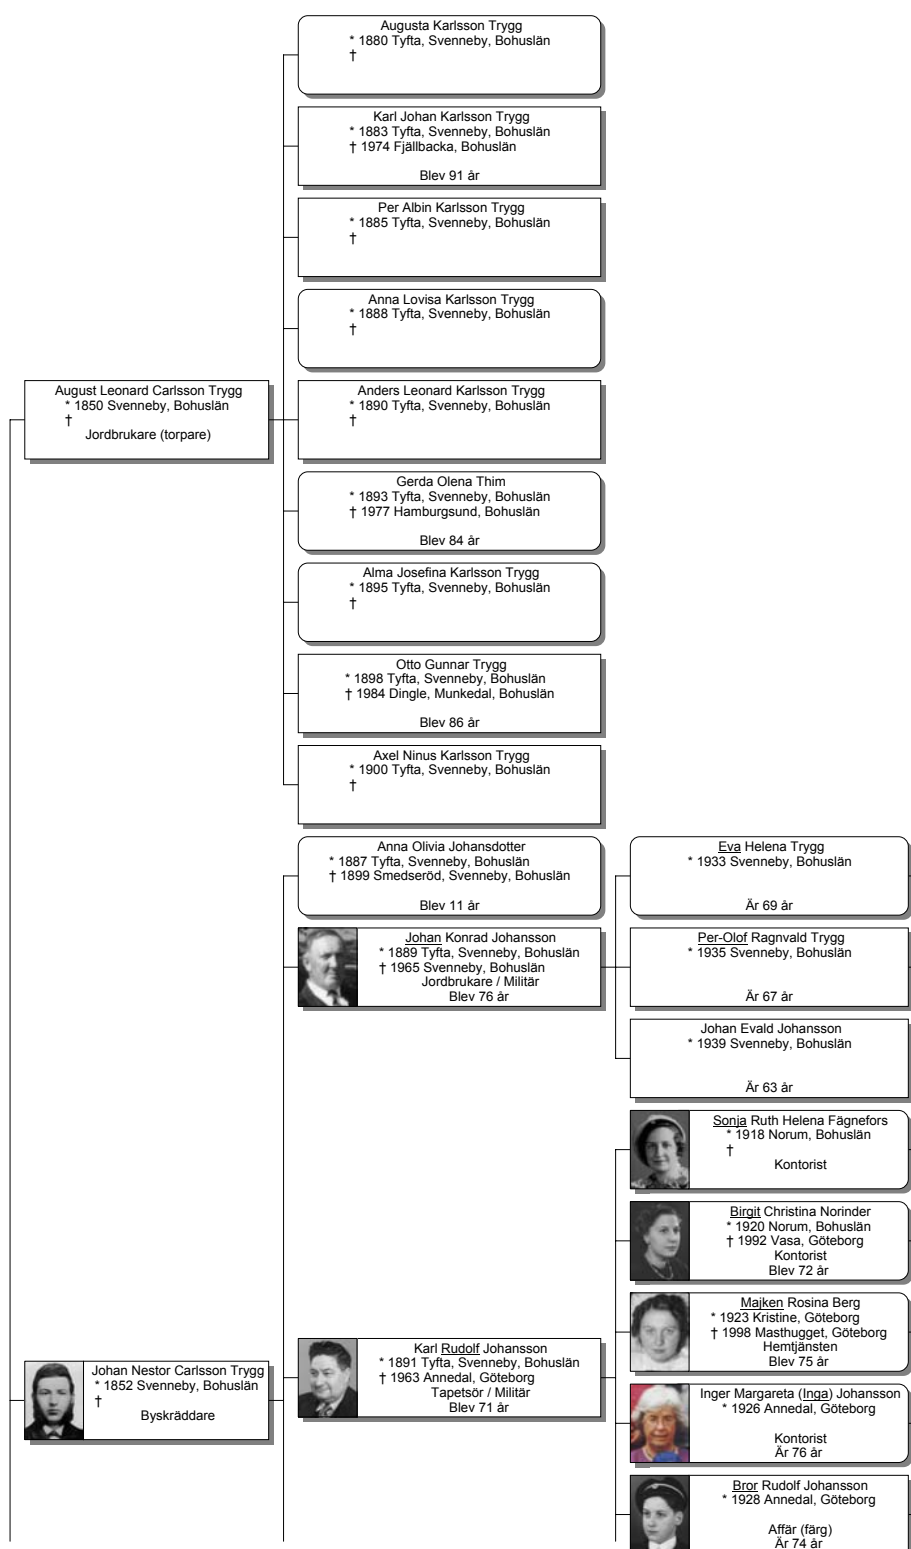 Augusta Karlsson Trygg
* 1880 Tyfta, Svenneby, Bohuslän
†
Karl Johan Karlsson Trygg
* 1883 Tyfta, Svenneby, Bohuslän
† 1974 Fjällbacka, Bohuslän
Blev 91 år
Per Albin Karlsson Trygg
* 1885 Tyfta, Svenneby, Bohuslän
†
Anna Lovisa Karlsson Trygg
* 1888 Tyfta, Svenneby, Bohuslän
†
August Leonard Carlsson Trygg
* 1850 Svenneby, Bohuslän
†
Jordbrukare (torpare)
Anders Leonard Karlsson Trygg
* 1890 Tyfta, Svenneby, Bohuslän
†
Gerda Olena Thim
* 1893 Tyfta, Svenneby, Bohuslän
† 1977 Hamburgsund, Bohuslän
Blev 84 år
Alma Josefina Karlsson Trygg
* 1895 Tyfta, Svenneby, Bohuslän
†
Otto Gunnar Trygg
* 1898 Tyfta, Svenneby, Bohuslän
† 1984 Dingle, Munkedal, Bohuslän
Blev 86 år
Axel Ninus Karlsson Trygg
* 1900 Tyfta, Svenneby, Bohuslän
†
Anna Olivia Johansdotter
* 1887 Tyfta, Svenneby, Bohuslän
† 1899 Smedseröd, Svenneby, Bohuslän
Blev 11 år
Eva Helena Trygg
* 1933 Svenneby, Bohuslän
Är 69 år
Johan Konrad Johansson
* 1889 Tyfta, Svenneby, Bohuslän
† 1965 Svenneby, Bohuslän
Jordbrukare / Militär
Blev 76 år
Per-Olof Ragnvald Trygg
* 1935 Svenneby, Bohuslän
Är 67 år
Johan Evald Johansson
* 1939 Svenneby, Bohuslän
Är 63 år
Sonja Ruth Helena Fägnefors
* 1918 Norum, Bohuslän
†
Kontorist
Birgit Christina Norinder
* 1920 Norum, Bohuslän
† 1992 Vasa, Göteborg
Kontorist
Blev 72 år
Majken Rosina Berg
* 1923 Kristine, Göteborg
† 1998 Masthugget, Göteborg
Hemtjänsten
Blev 75 år
Johan Nestor Carlsson Trygg
* 1852 Svenneby, Bohuslän
†
Byskräddare
Karl Rudolf Johansson
* 1891 Tyfta, Svenneby, Bohuslän
† 1963 Annedal, Göteborg
Tapetsör / Militär
Blev 71 år
Inger Margareta (Inga) Johansson
* 1926 Annedal, Göteborg
Kontorist
Är 76 år
Bror Rudolf Johansson
* 1928 Annedal, Göteborg
Affär (färg)
Är 74 år